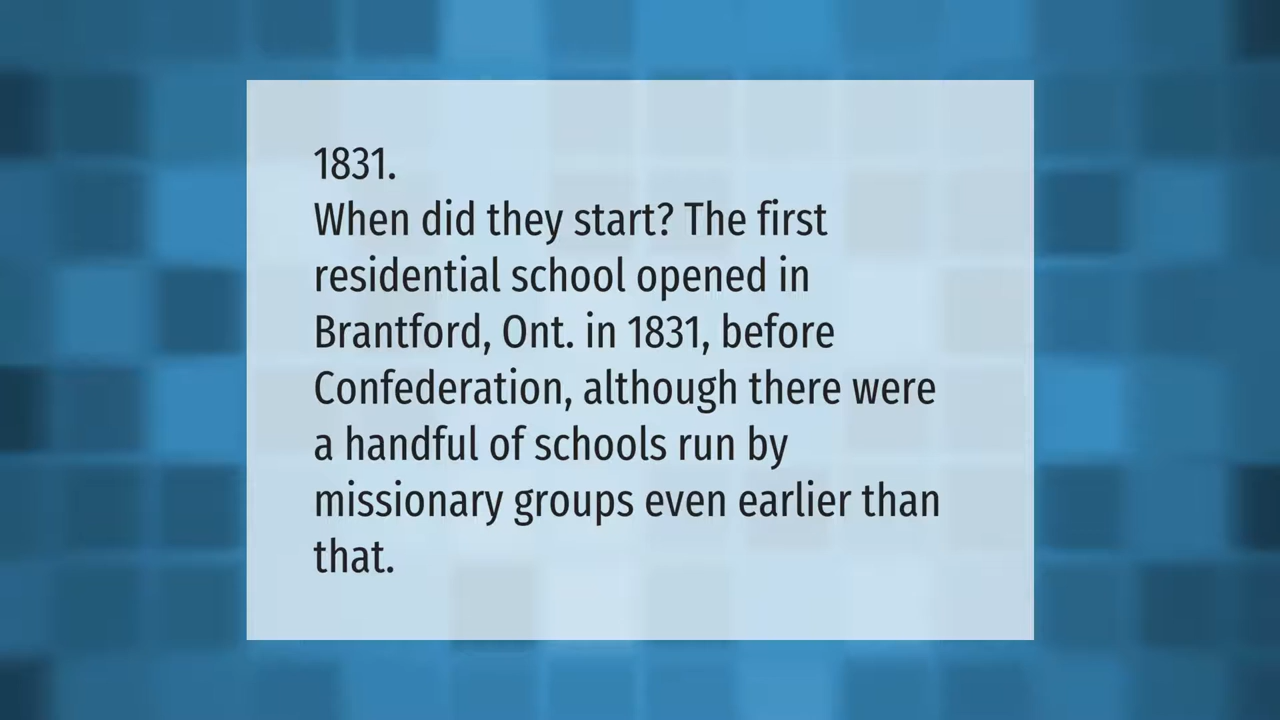 1831.
When did they start? The first
residential school opened in
Brantford, Ont. in 1831, before
Confederation, although there were
a handful of schools run by
missionary groups even earlier than
that.